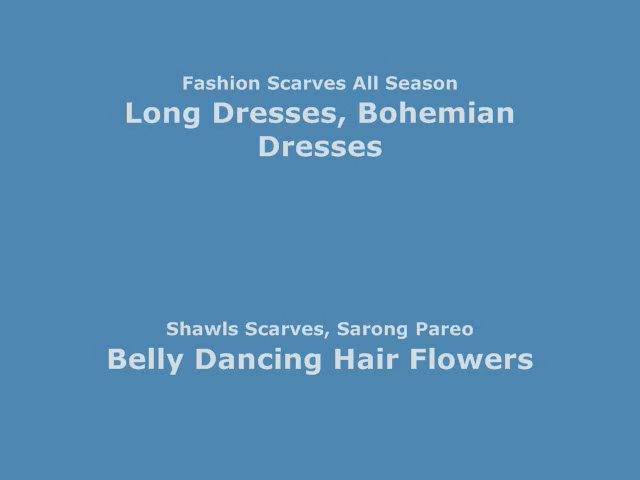 Fashion Scarves All Season
Long Dresses, Bohemian
Dresses
Shawls Scarves, Sarong Pareo
Belly Dancing Hair Flowers